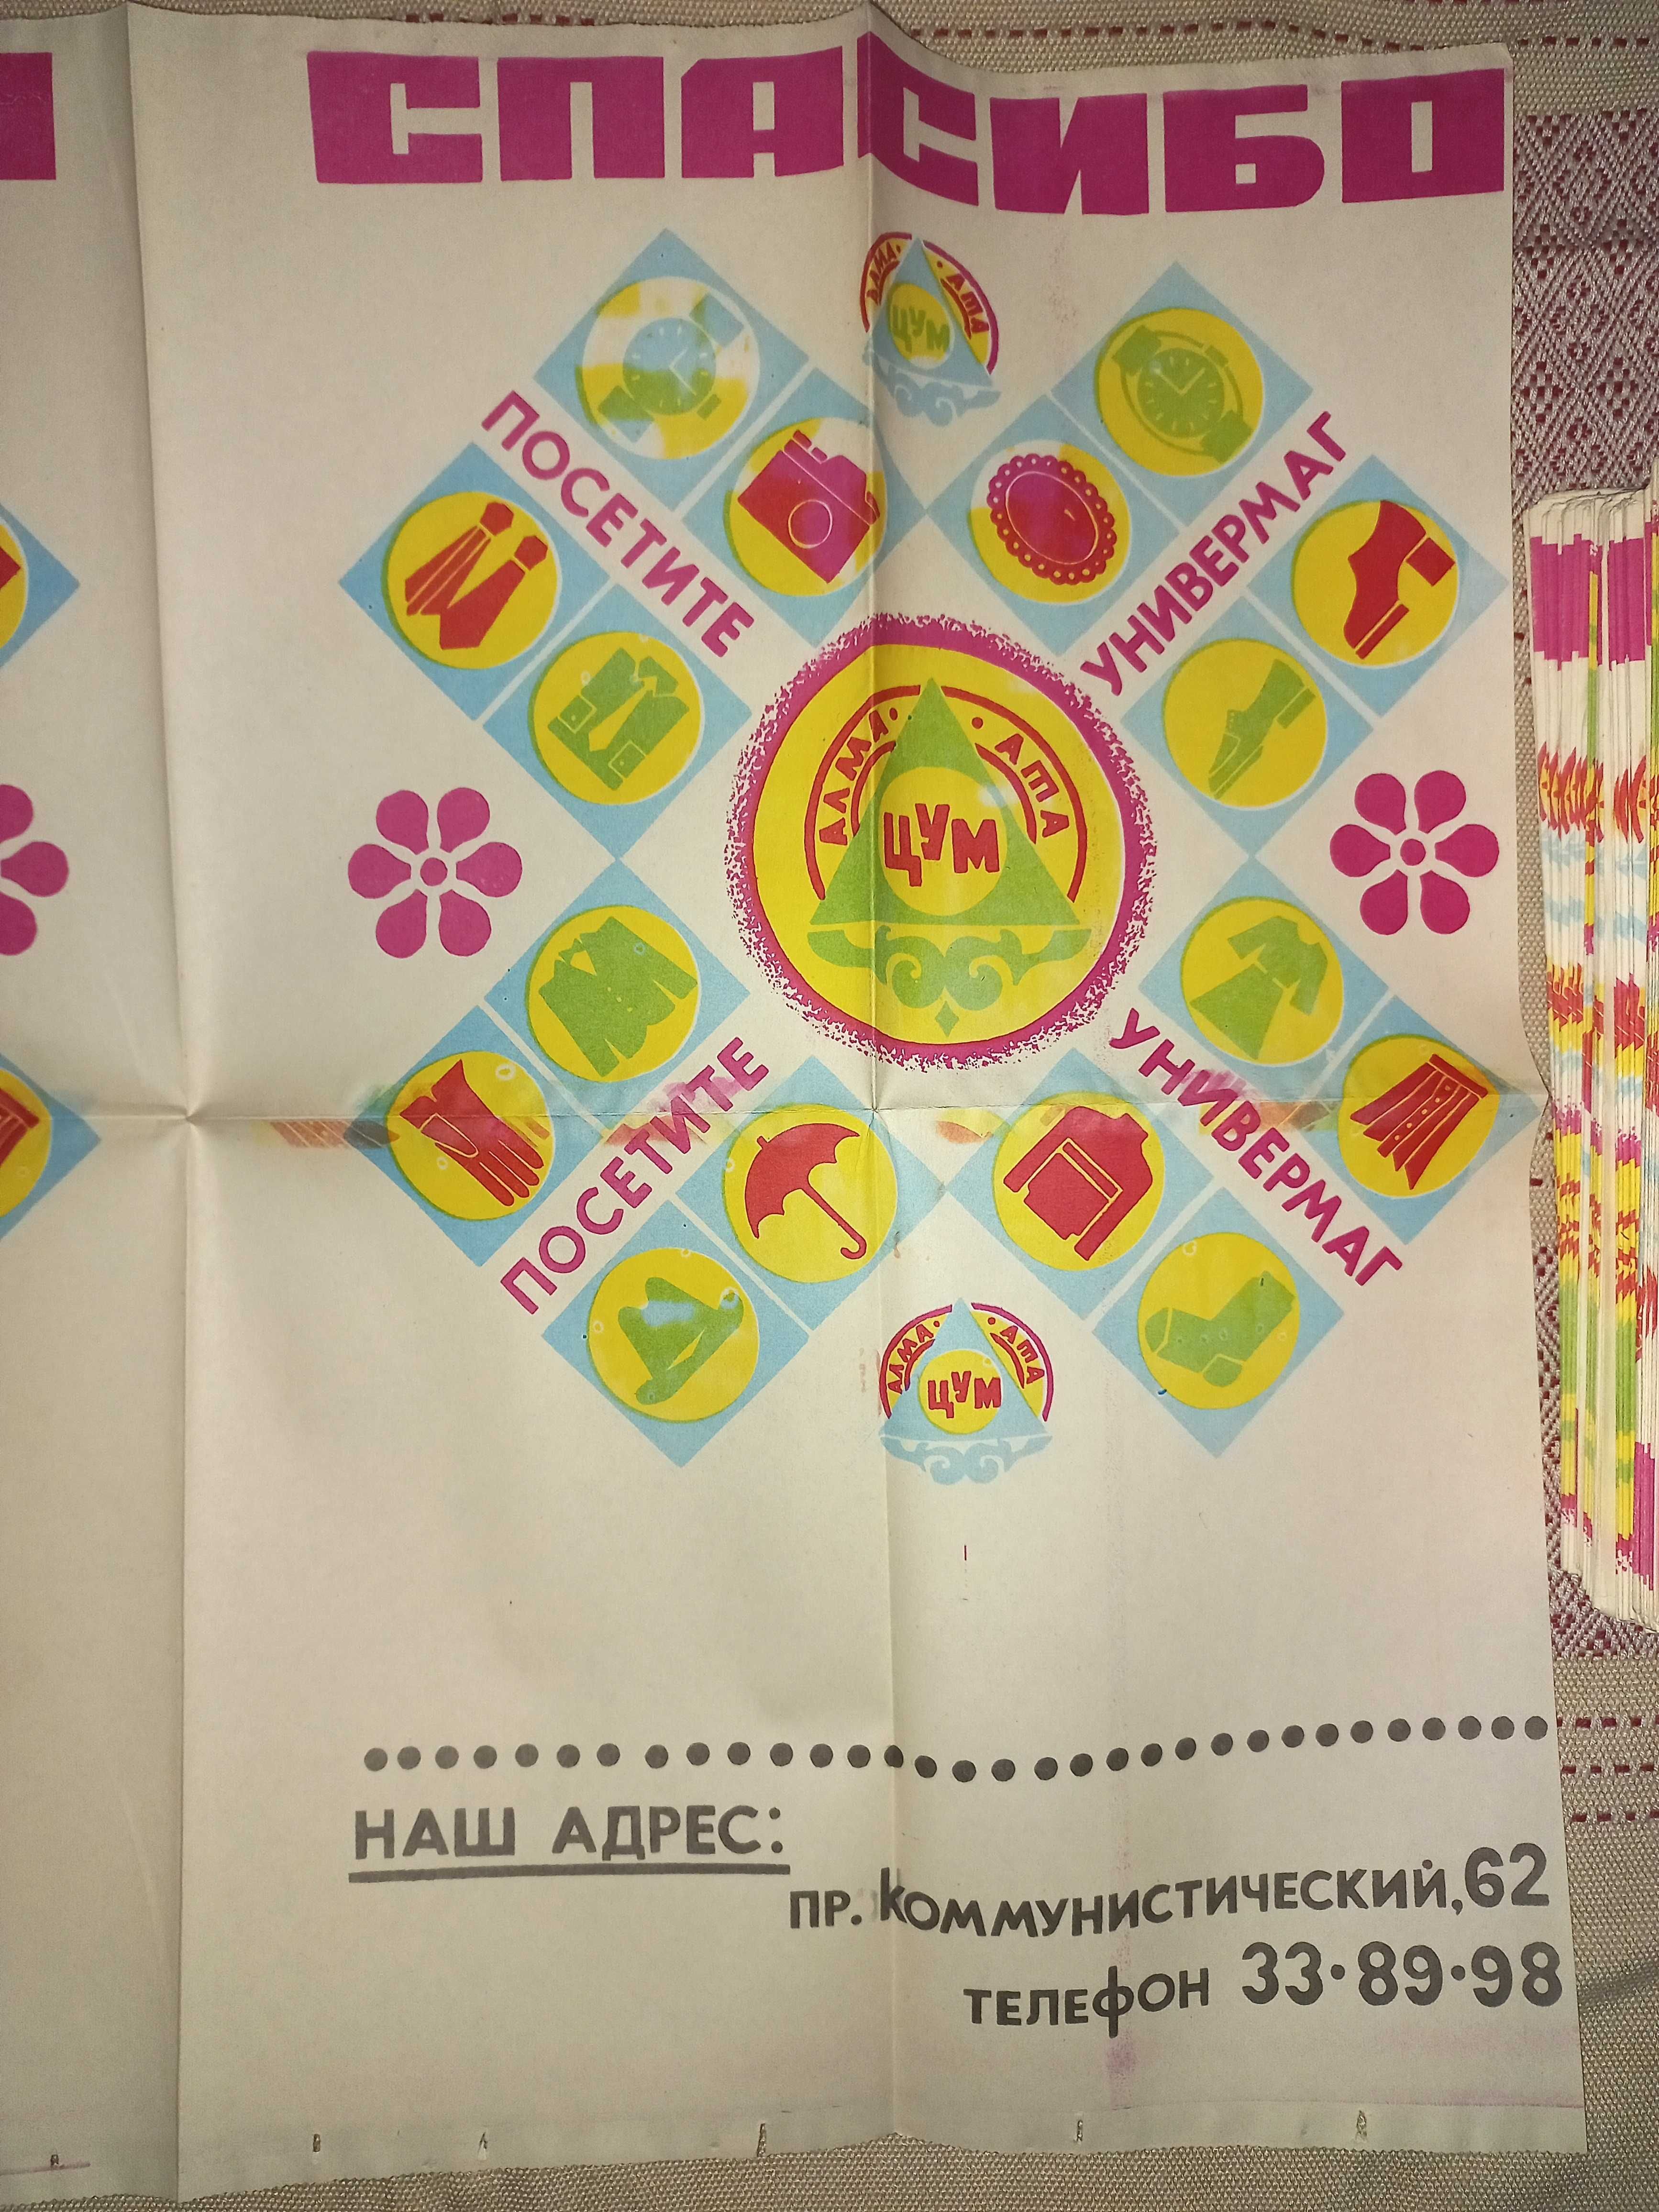 СПАСИБО
АЛМА · АТА
ЦУМ
ПОСЕТИТЕ
УНИВЕРМАГ
АЛМА · АТА
ЦУМ
ПОСЕТИТЕ
УНИВЕРМАГ
АЛМА · АТА
ЦУМ
НАШ АДРЕС:
ПР. КОММУНИСТИЧЕСКИЙ, 62
ТЕЛЕФОН 33·89·98